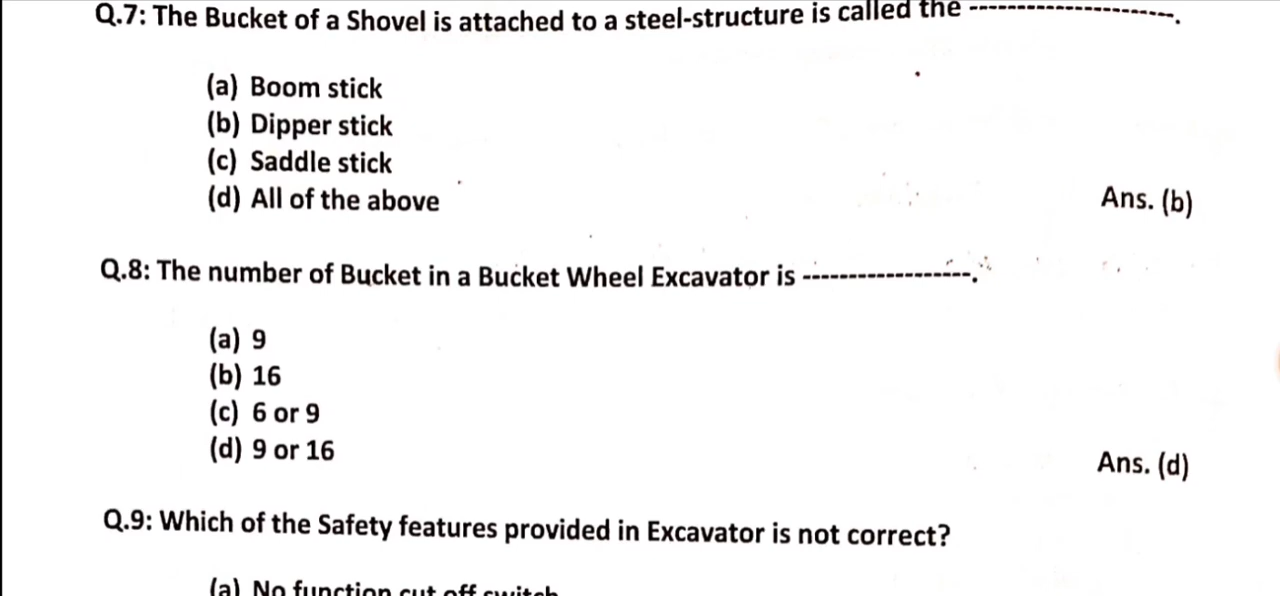 Q.7: The Bucket of a Shovel is attached to a steel-structure is called the --------------------.
(a) Boom stick
(b) Dipper stick
(c) Saddle stick
(d) All of the above
Ans. (b)
Q.8: The number of Bucket in a Bucket Wheel Excavator is ------------------.
(a) 9
(b) 16
(c) 6 or 9
(d) 9 or 16
Ans. (d)
Q.9: Which of the Safety features provided in Excavator is not correct?
(a) No function cut off switch